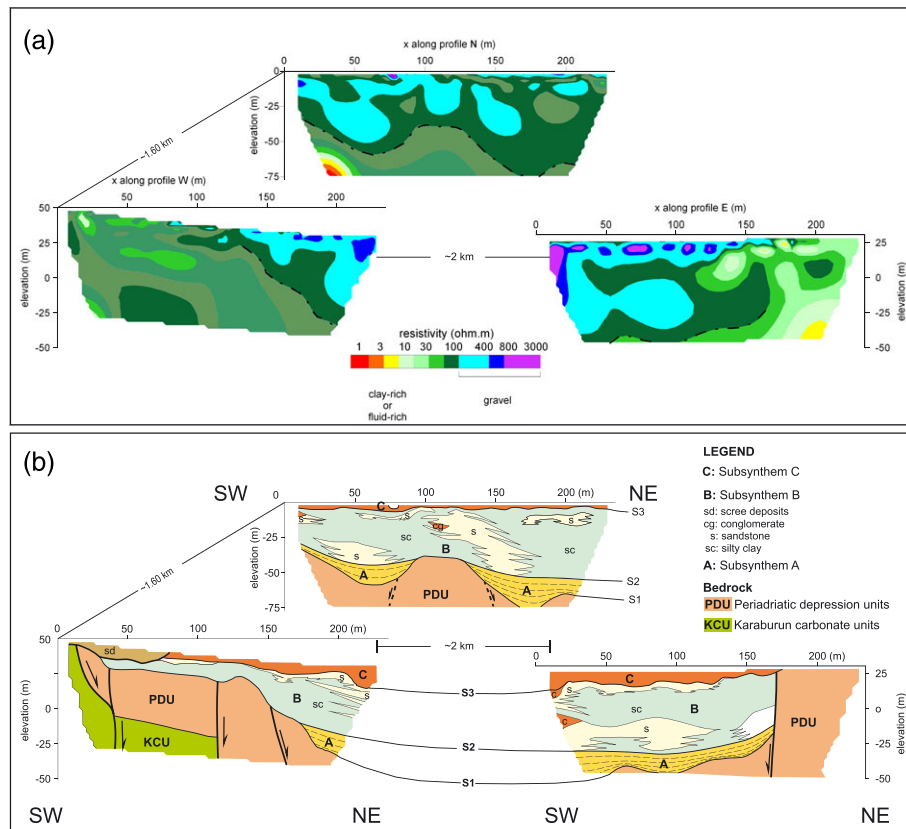 (a)
x along profile N (m)
0 50 100 150 200
0
-25
-50
-75
elevation (m)
~1,60 km
x along profile W (m)
50 0 50 100 150 200
25
0
-25
-50
elevation (m)
~2 km
x along profile E (m)
0 50 100 150 200
25
0
-25
-50
elevation (m)
resistivity (ohm.m)
1 3 10 30 100 400 800 3000
clay-rich
or
fluid-rich
gravel
(b)
SW NE
0 50 100 150 200 (m)
-25
-50
-75
elevation (m)
C
S3
s
s
cg
s
sc
B
sc
s
A
A
PDU
S2
S1
~1,60 km
LEGEND
C: Subsynthem C
B: Subsynthem B
sd: scree deposits
cg: conglomerate
s: sandstone
sc: silty clay
A: Subsynthem A
Bedrock
PDU Periadriatic depression units
KCU Karaburun carbonate units
50 0 50 100 150 200 (m)
0
-25
-50
elevation (m)
sd
PDU
KCU
s
C
s
B
sc
A
~2 km
S3
S2
S1
0 50 100 150 200 (m)
25
0
-25
-50
elevation (m)
C
C
s
s
sc
B
C
s
A
PDU
SW NE SW NE